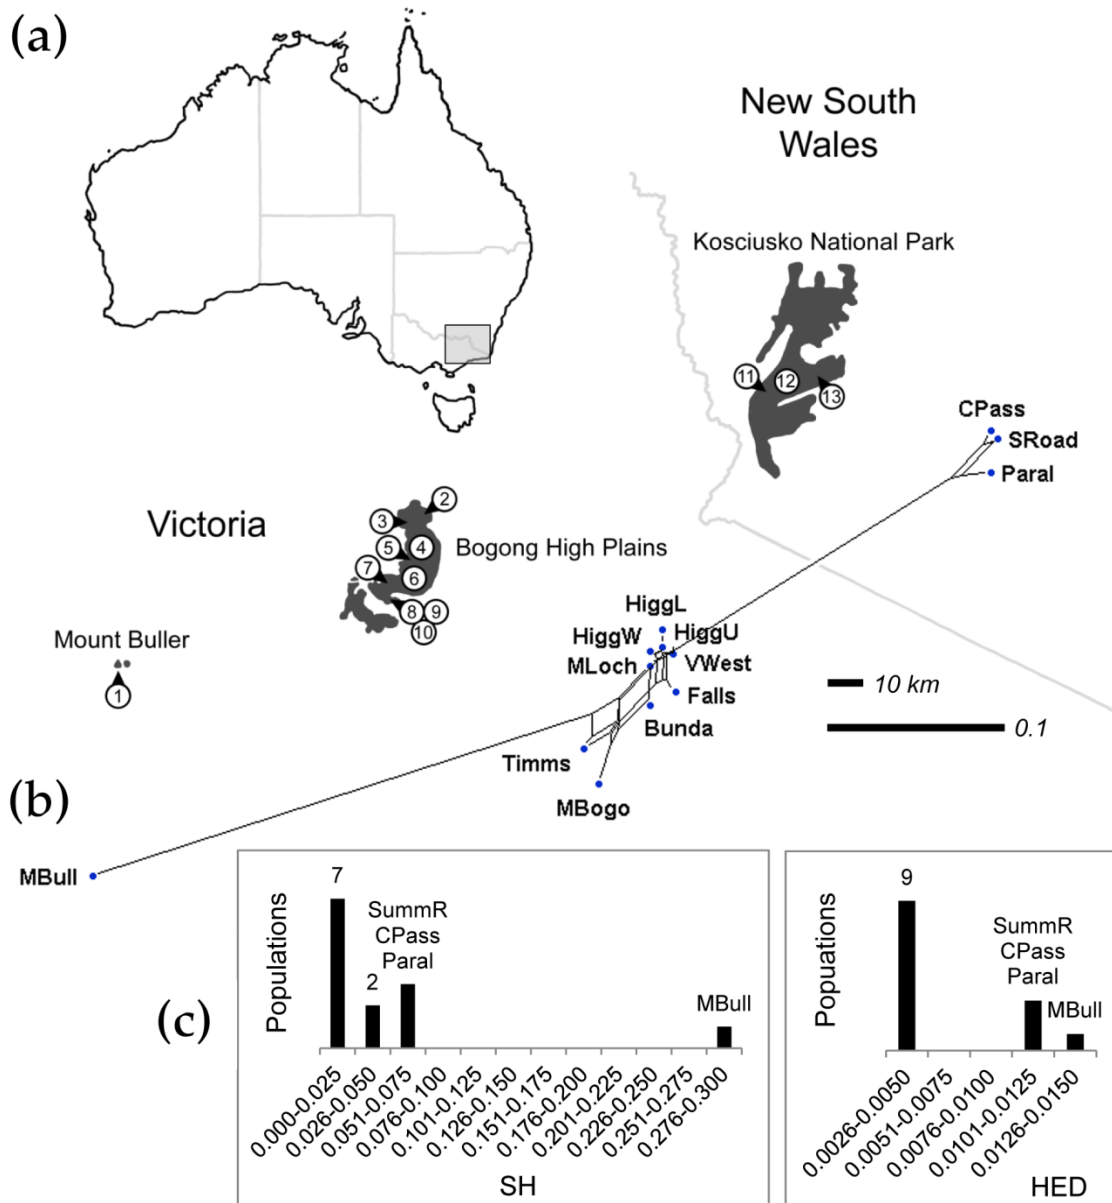 (a)
New South
Wales
Kosciusko National Park
11
12
13
CPass
SRoad
Paral
Victoria
2
3
5
4
Bogong High Plains
7
6
8
9
10
Mount Buller
1
HiggL
HiggW
HiggU
MLoch
VWest
Falls
Bunda
10 km
0.1
Timms
MBogo
(b)
MBull
(c)
Populations
7
2
SummR
CPass
Paral
MBull
0.000-0.025
0.026-0.050
0.051-0.075
0.076-0.100
0.101-0.125
0.126-0.150
0.151-0.175
0.176-0.200
0.201-0.225
0.226-0.250
0.251-0.275
0.276-0.300
SH
Popuations
9
SummR
CPass
Paral
MBull
0.0026-0.0050
0.0051-0.0075
0.0076-0.0100
0.0101-0.0125
0.0126-0.0150
HED